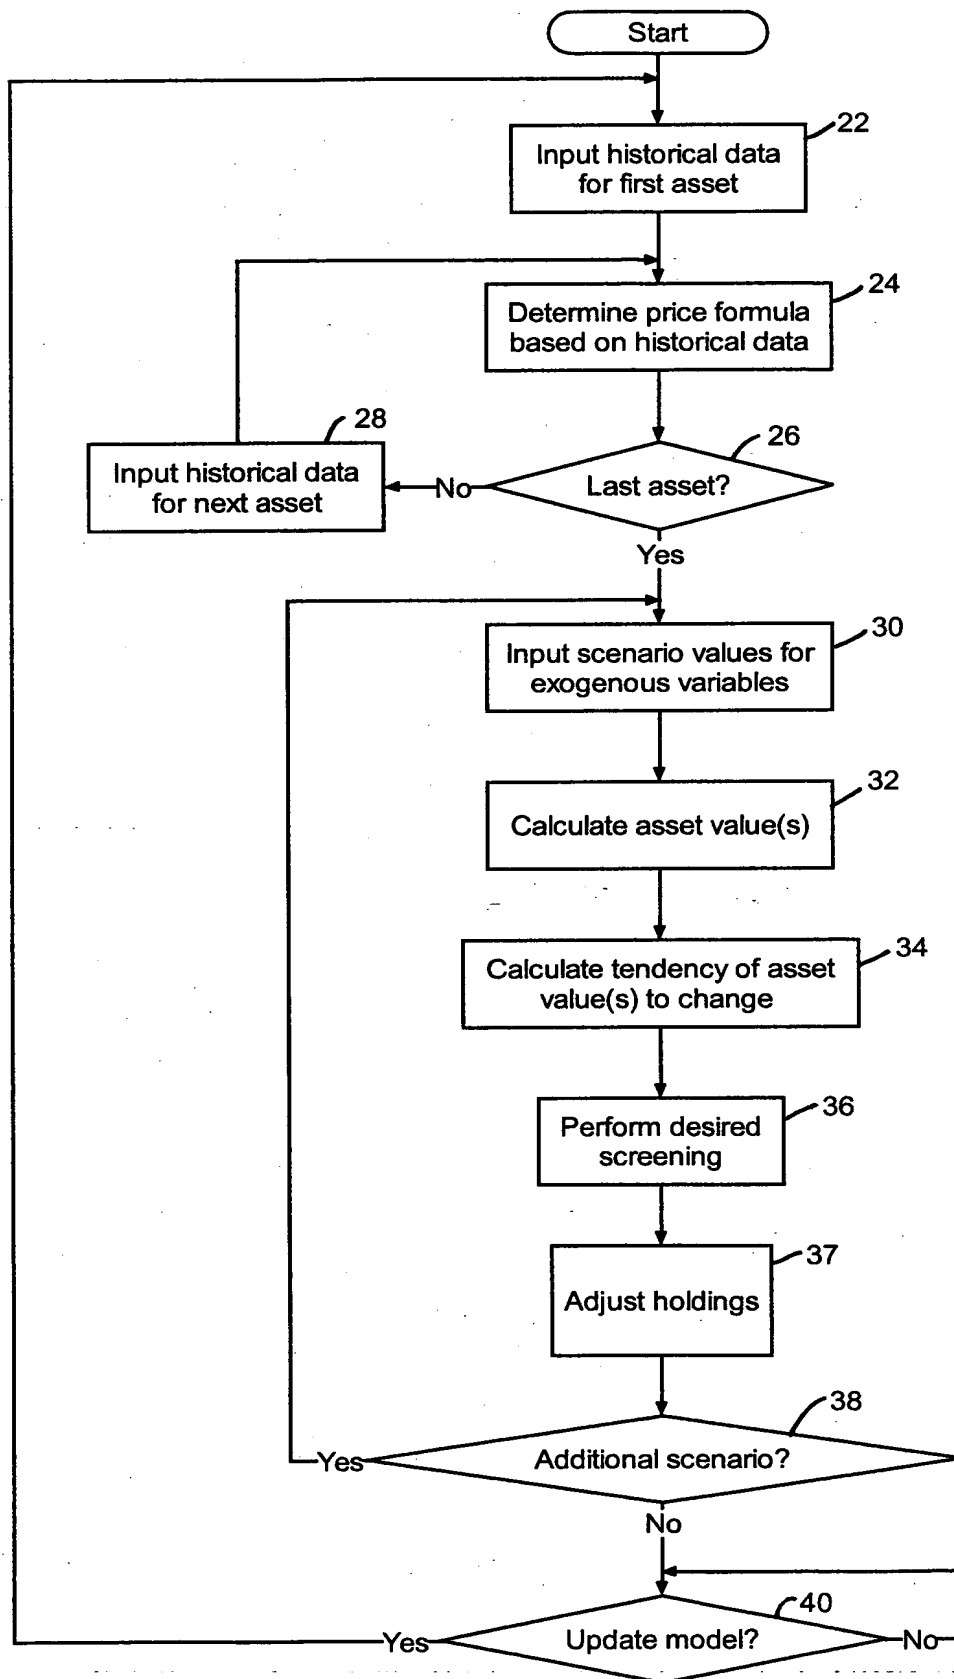 Start
22
Input historical data
for first asset
24
Determine price formula
based on historical data
28
26
Input historical data
for next asset
No
Last asset?
Yes
30
Input scenario values for
exogenous variables
32
Calculate asset value(s)
34
Calculate tendency of asset
value(s) to change
36
Perform desired
screening
37
Adjust holdings
38
Yes
Additional scenario?
No
40
Yes
Update model?
No